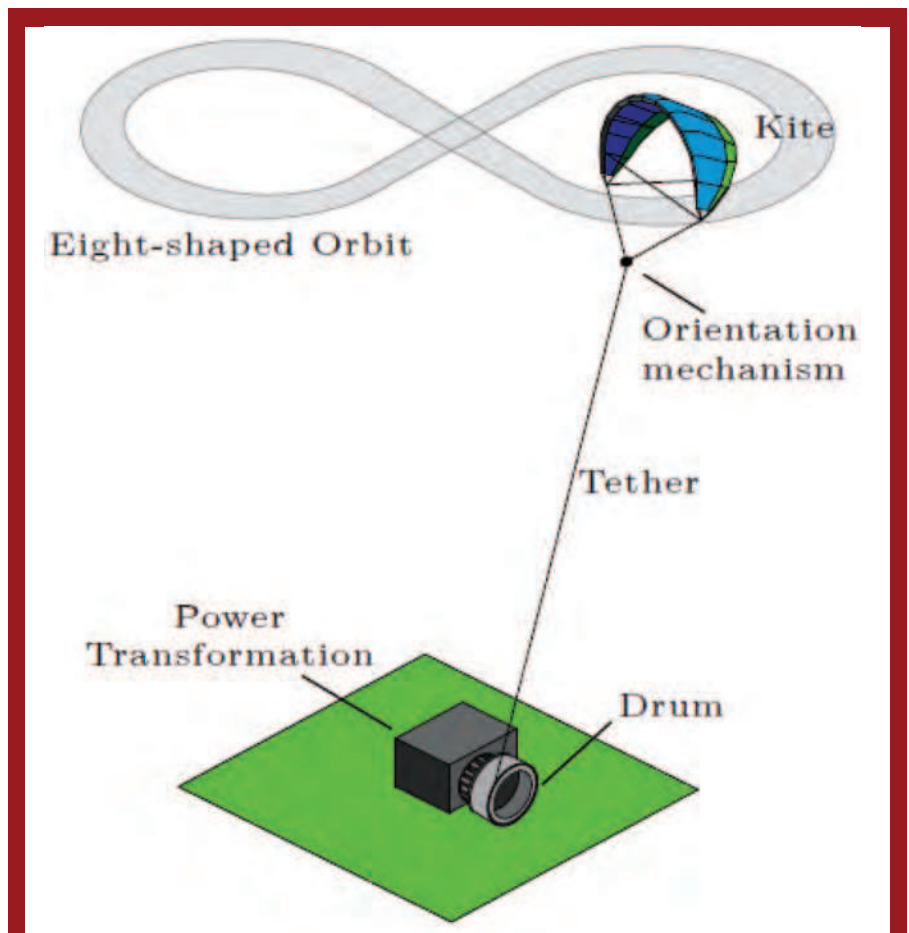 Kite
Eight-shaped Orbit
Orientation
mechanism
Tether
Power
Transformation
Drum